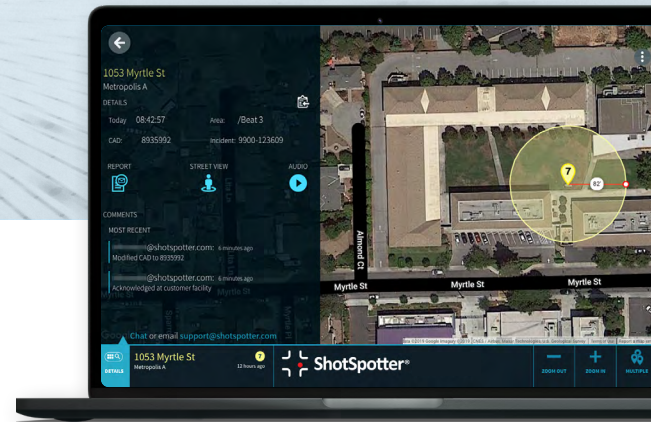 1053 Myrtle St
Metropolis A
DETAILS
Today 08:42:57 Area: /Beat 3
CAD: 8935992 Incident: 9900-123609
REPORT STREET VIEW AUDIO
COMMENTS
MOST RECENT
@shotspotter.com: 6 minutes ago
Modified CAD to 8935992
@shotspotter.com: 6 minutes ago
Acknowledged at customer facility
Chat or email support@shotspotter.com
7
82'
Almond Ct
Myrtle St Myrtle St Myrtle St
DETAILS
1053 Myrtle St
Metropolis A
7
12 hours ago
ShotSpotter®
ZOOM OUT ZOOM IN MULTIPLE